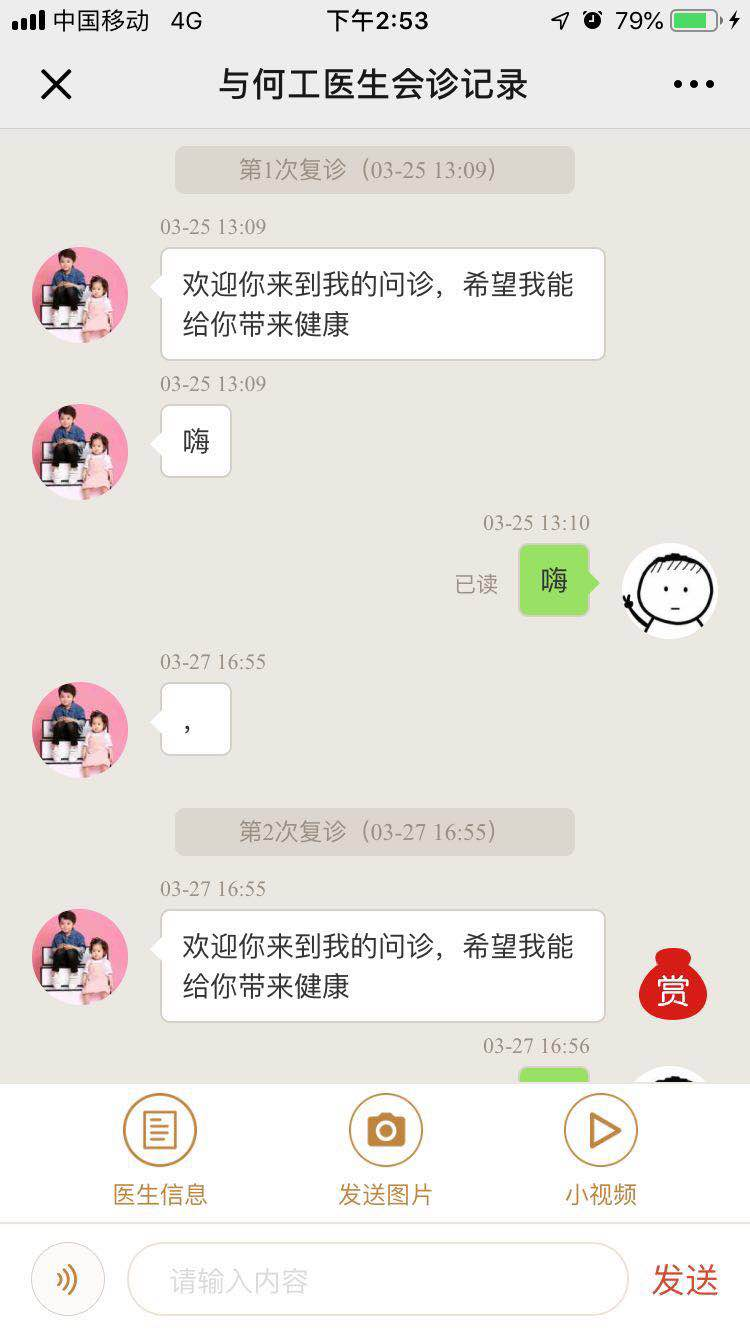 中国移动 4G 下午2:53 79%
与何工医生会诊记录
第1次复诊（03-25 13:09）
03-25 13:09
欢迎你来到我的问诊，希望我能
给你带来健康
03-25 13:09
嗨
03-25 13:10
已读 嗨
03-27 16:55
，
第2次复诊（03-27 16:55）
03-27 16:55
欢迎你来到我的问诊，希望我能
给你带来健康
赏
03-27 16:56
医生信息 发送图片 小视频
请输入内容 发送